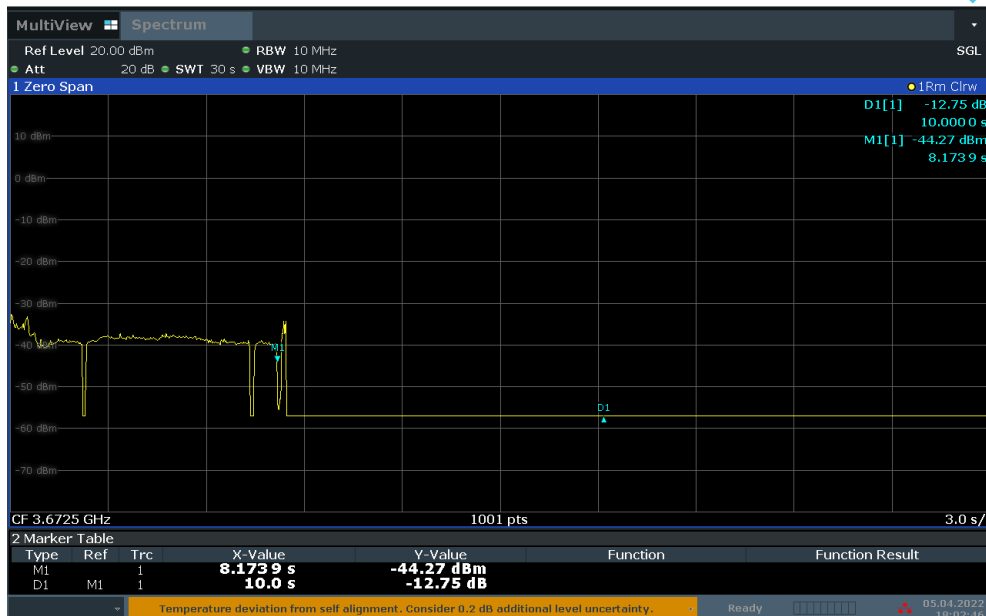 MultiView Spectrum
Ref Level 20.00 dBm RBW 10 MHz SGL
Att 20 dB SWT 30 s VBW 10 MHz
1 Zero Span 1Rm Clrw
D1[1] -12.75 dB
10.000 0 s
M1[1] -44.27 dBm
8.173 9 s
10 dBm
0 dBm
-10 dBm
-20 dBm
-30 dBm
-40 dBm
M1
-50 dBm
D1
-60 dBm
-70 dBm
CF 3.6725 GHz 1001 pts 3.0 s/
2 Marker Table
Type Ref Trc X-Value Y-Value Function Function Result
M1 1 8.173 9 s -44.27 dBm
D1 M1 1 10.0 s -12.75 dB
Temperature deviation from self alignment. Consider 0.2 dB additional level uncertainty. Ready 05.04.2022
18:02:46